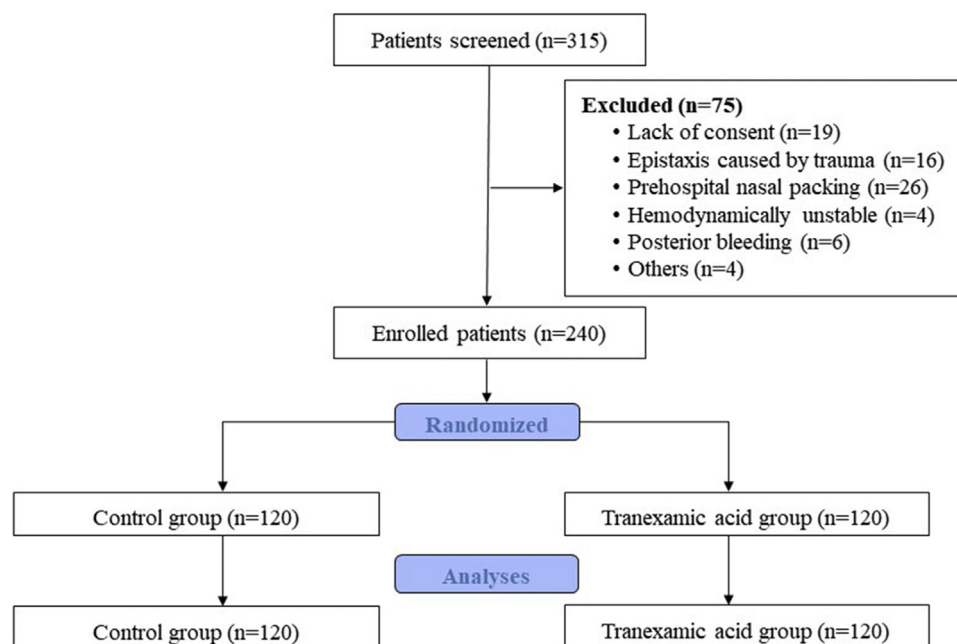 Patients screened (n=315)
Excluded (n=75)
• Lack of consent (n=19)
• Epistaxis caused by trauma (n=16)
• Prehospital nasal packing (n=26)
• Hemodynamically unstable (n=4)
• Posterior bleeding (n=6)
• Others (n=4)
Enrolled patients (n=240)
Randomized
Control group (n=120)
Tranexamic acid group (n=120)
Analyses
Control group (n=120)
Tranexamic acid group (n=120)